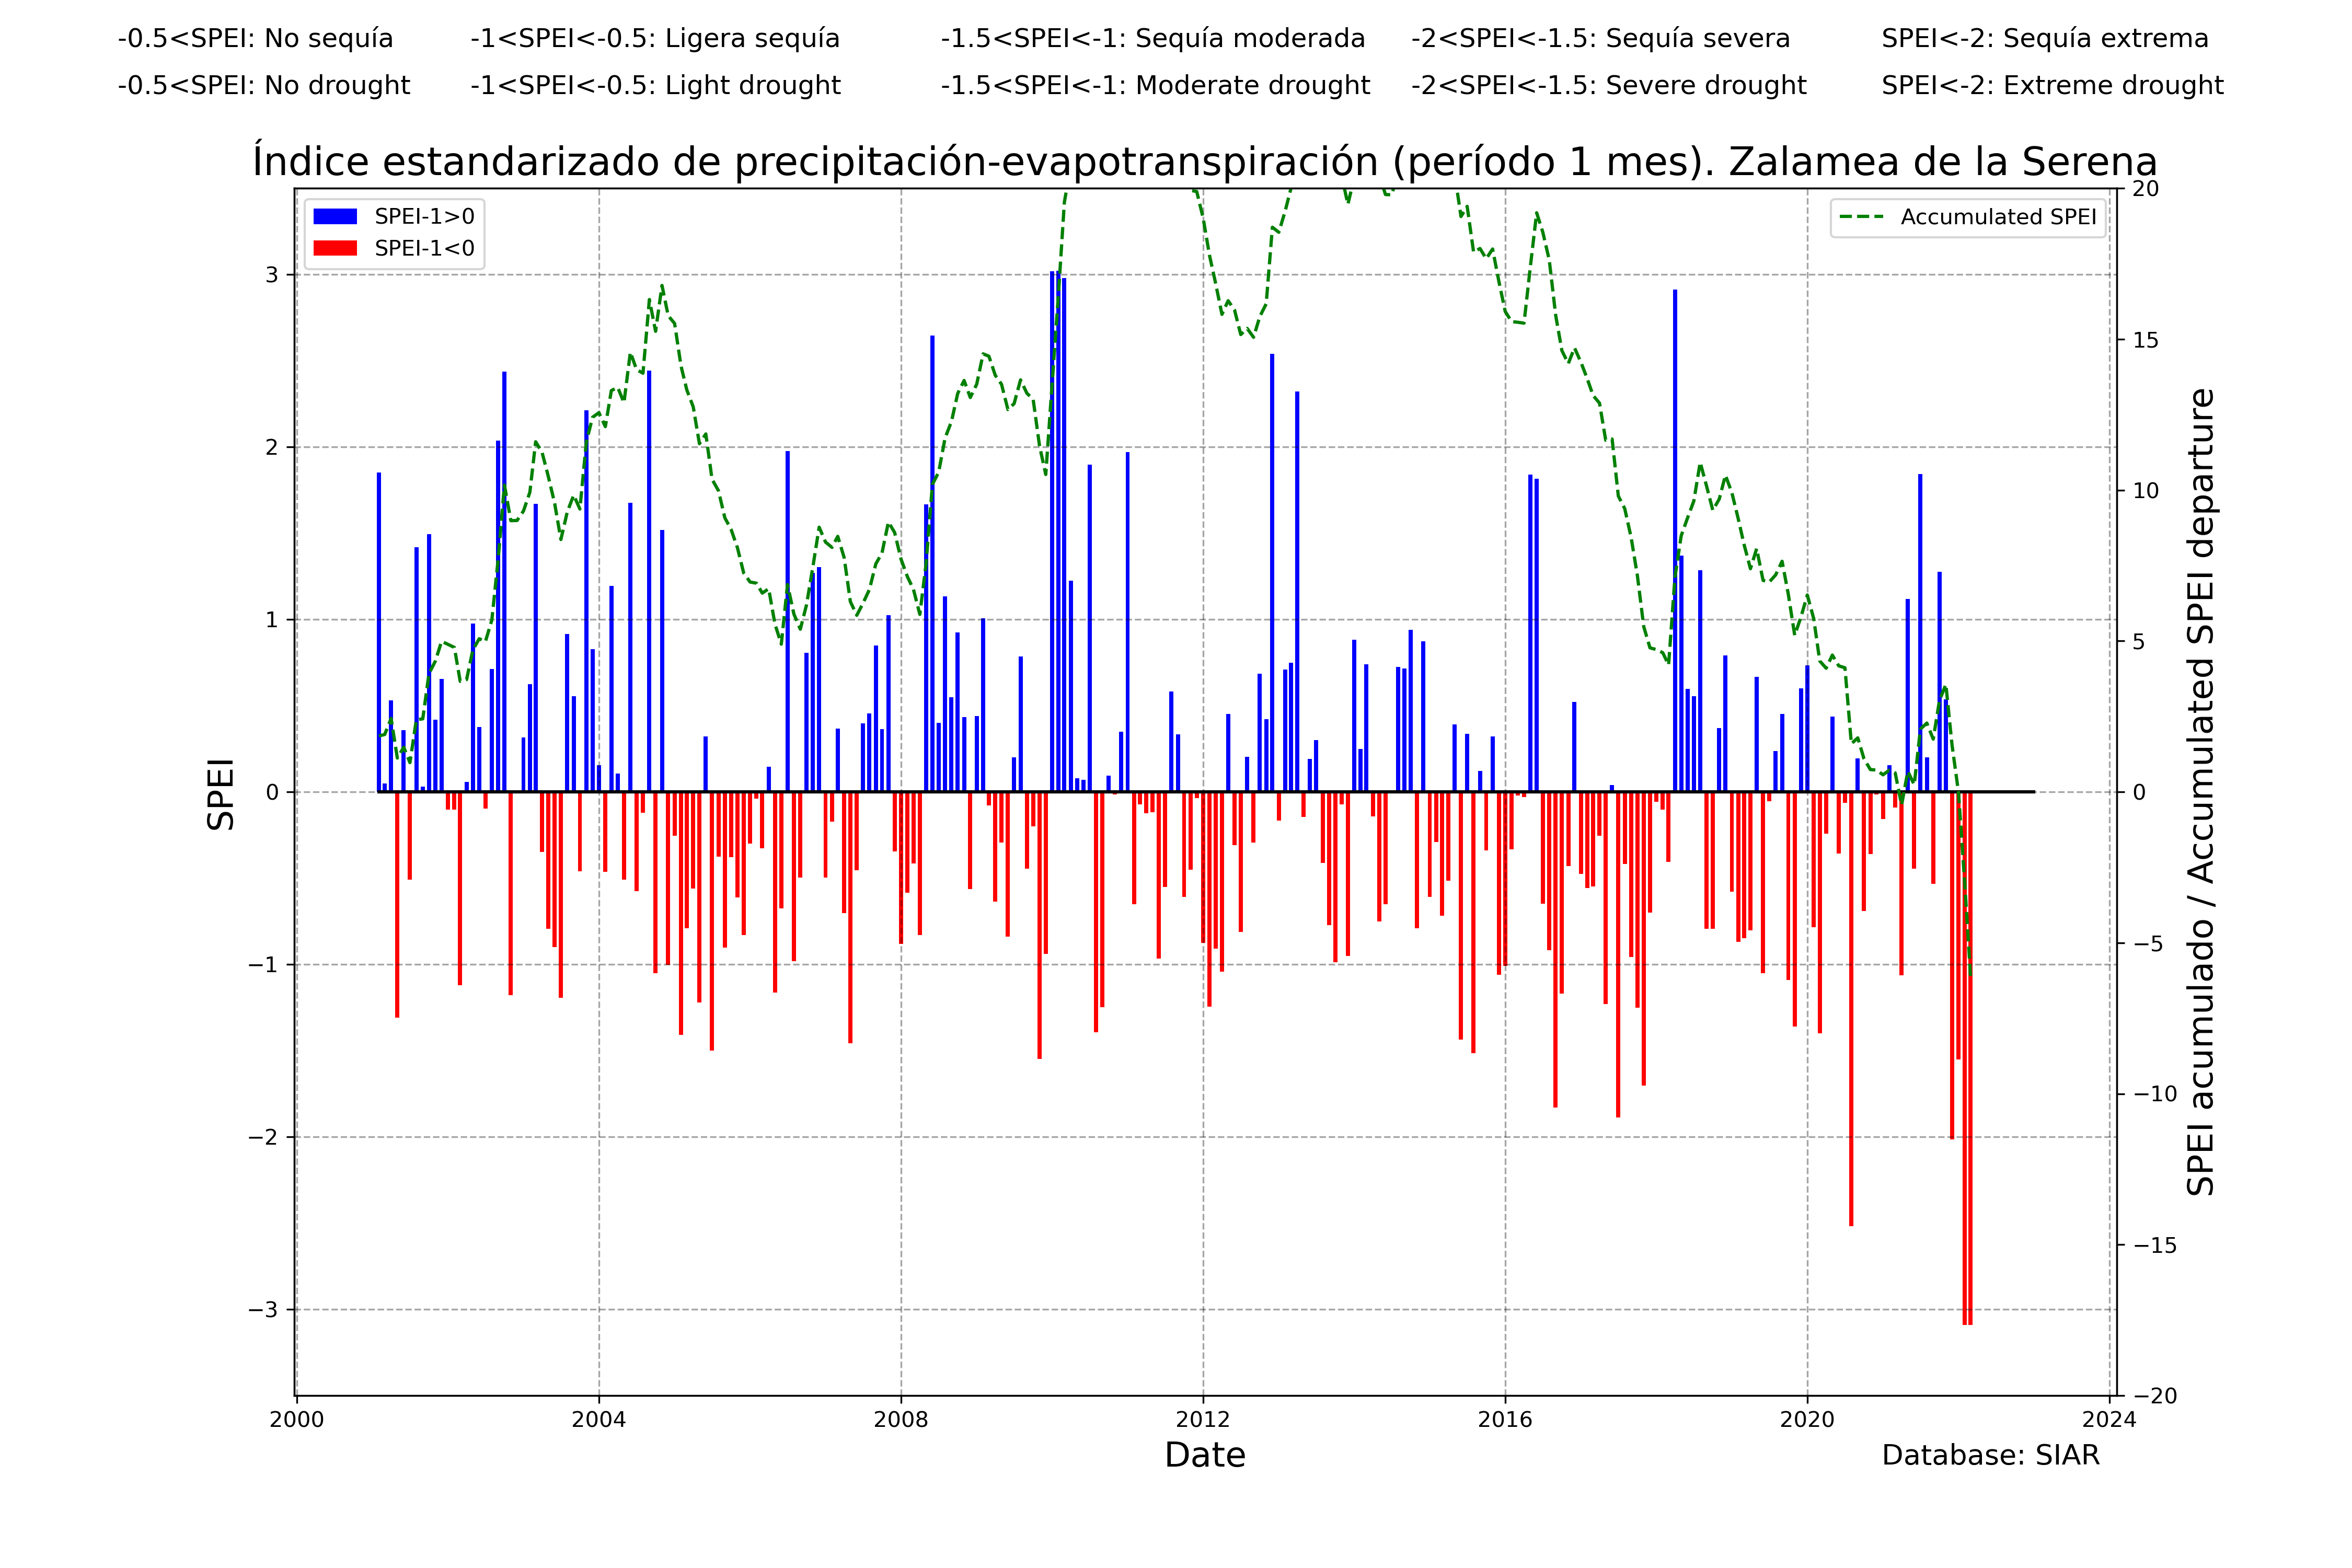 -0.5<SPEI: No sequía -1<SPEI<-0.5: Ligera sequía -1.5<SPEI<-1: Sequía moderada -2<SPEI<-1.5: Sequía severa SPEI<-2: Sequía extrema
-0.5<SPEI: No drought -1<SPEI<-0.5: Light drought -1.5<SPEI<-1: Moderate drought -2<SPEI<-1.5: Severe drought SPEI<-2: Extreme drought
Índice estandarizado de precipitación-evapotranspiración (período 1 mes). Zalamea de la Serena
SPEI-1>0
SPEI-1<0
Accumulated SPEI
SPEI
3
2
1
0
−1
−2
−3
20
15
10
5
0
−5
−10
−15
−20
SPEI acumulado / Accumulated SPEI departure
2000 2004 2008 2012 2016 2020 2024
Date
Database: SIAR